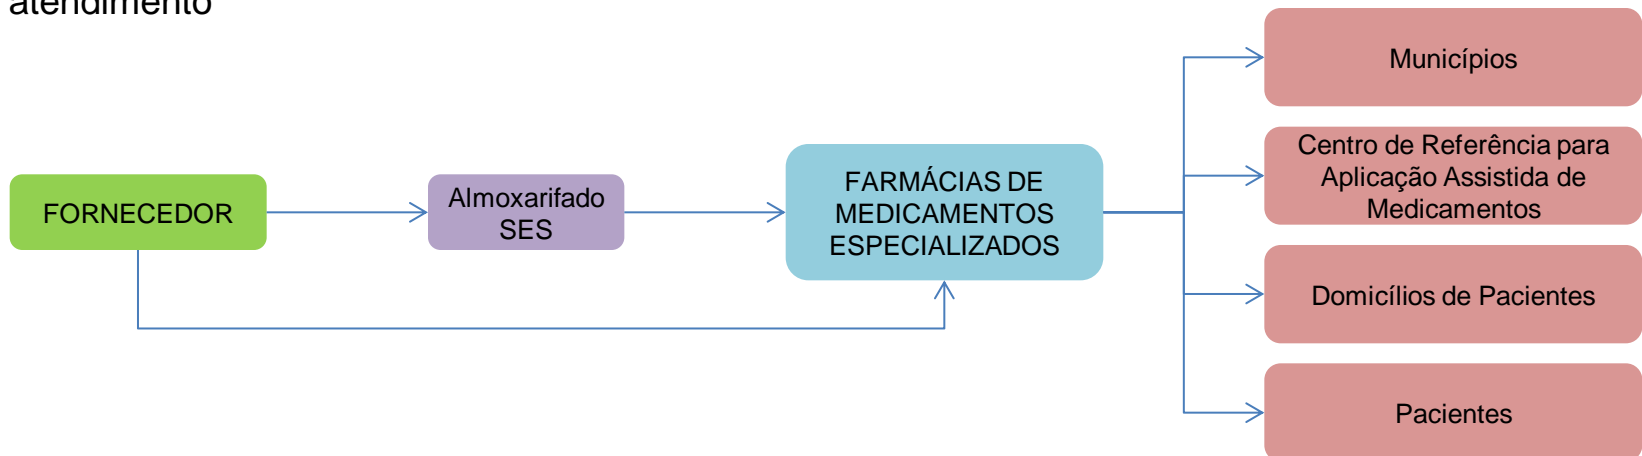 atendimento
FORNECEDOR
Almoxarifado
SES
FARMÁCIAS DE
MEDICAMENTOS
ESPECIALIZADOS
Municípios
Centro de Referência para
Aplicação Assistida de
Medicamentos
Domicílios de Pacientes
Pacientes